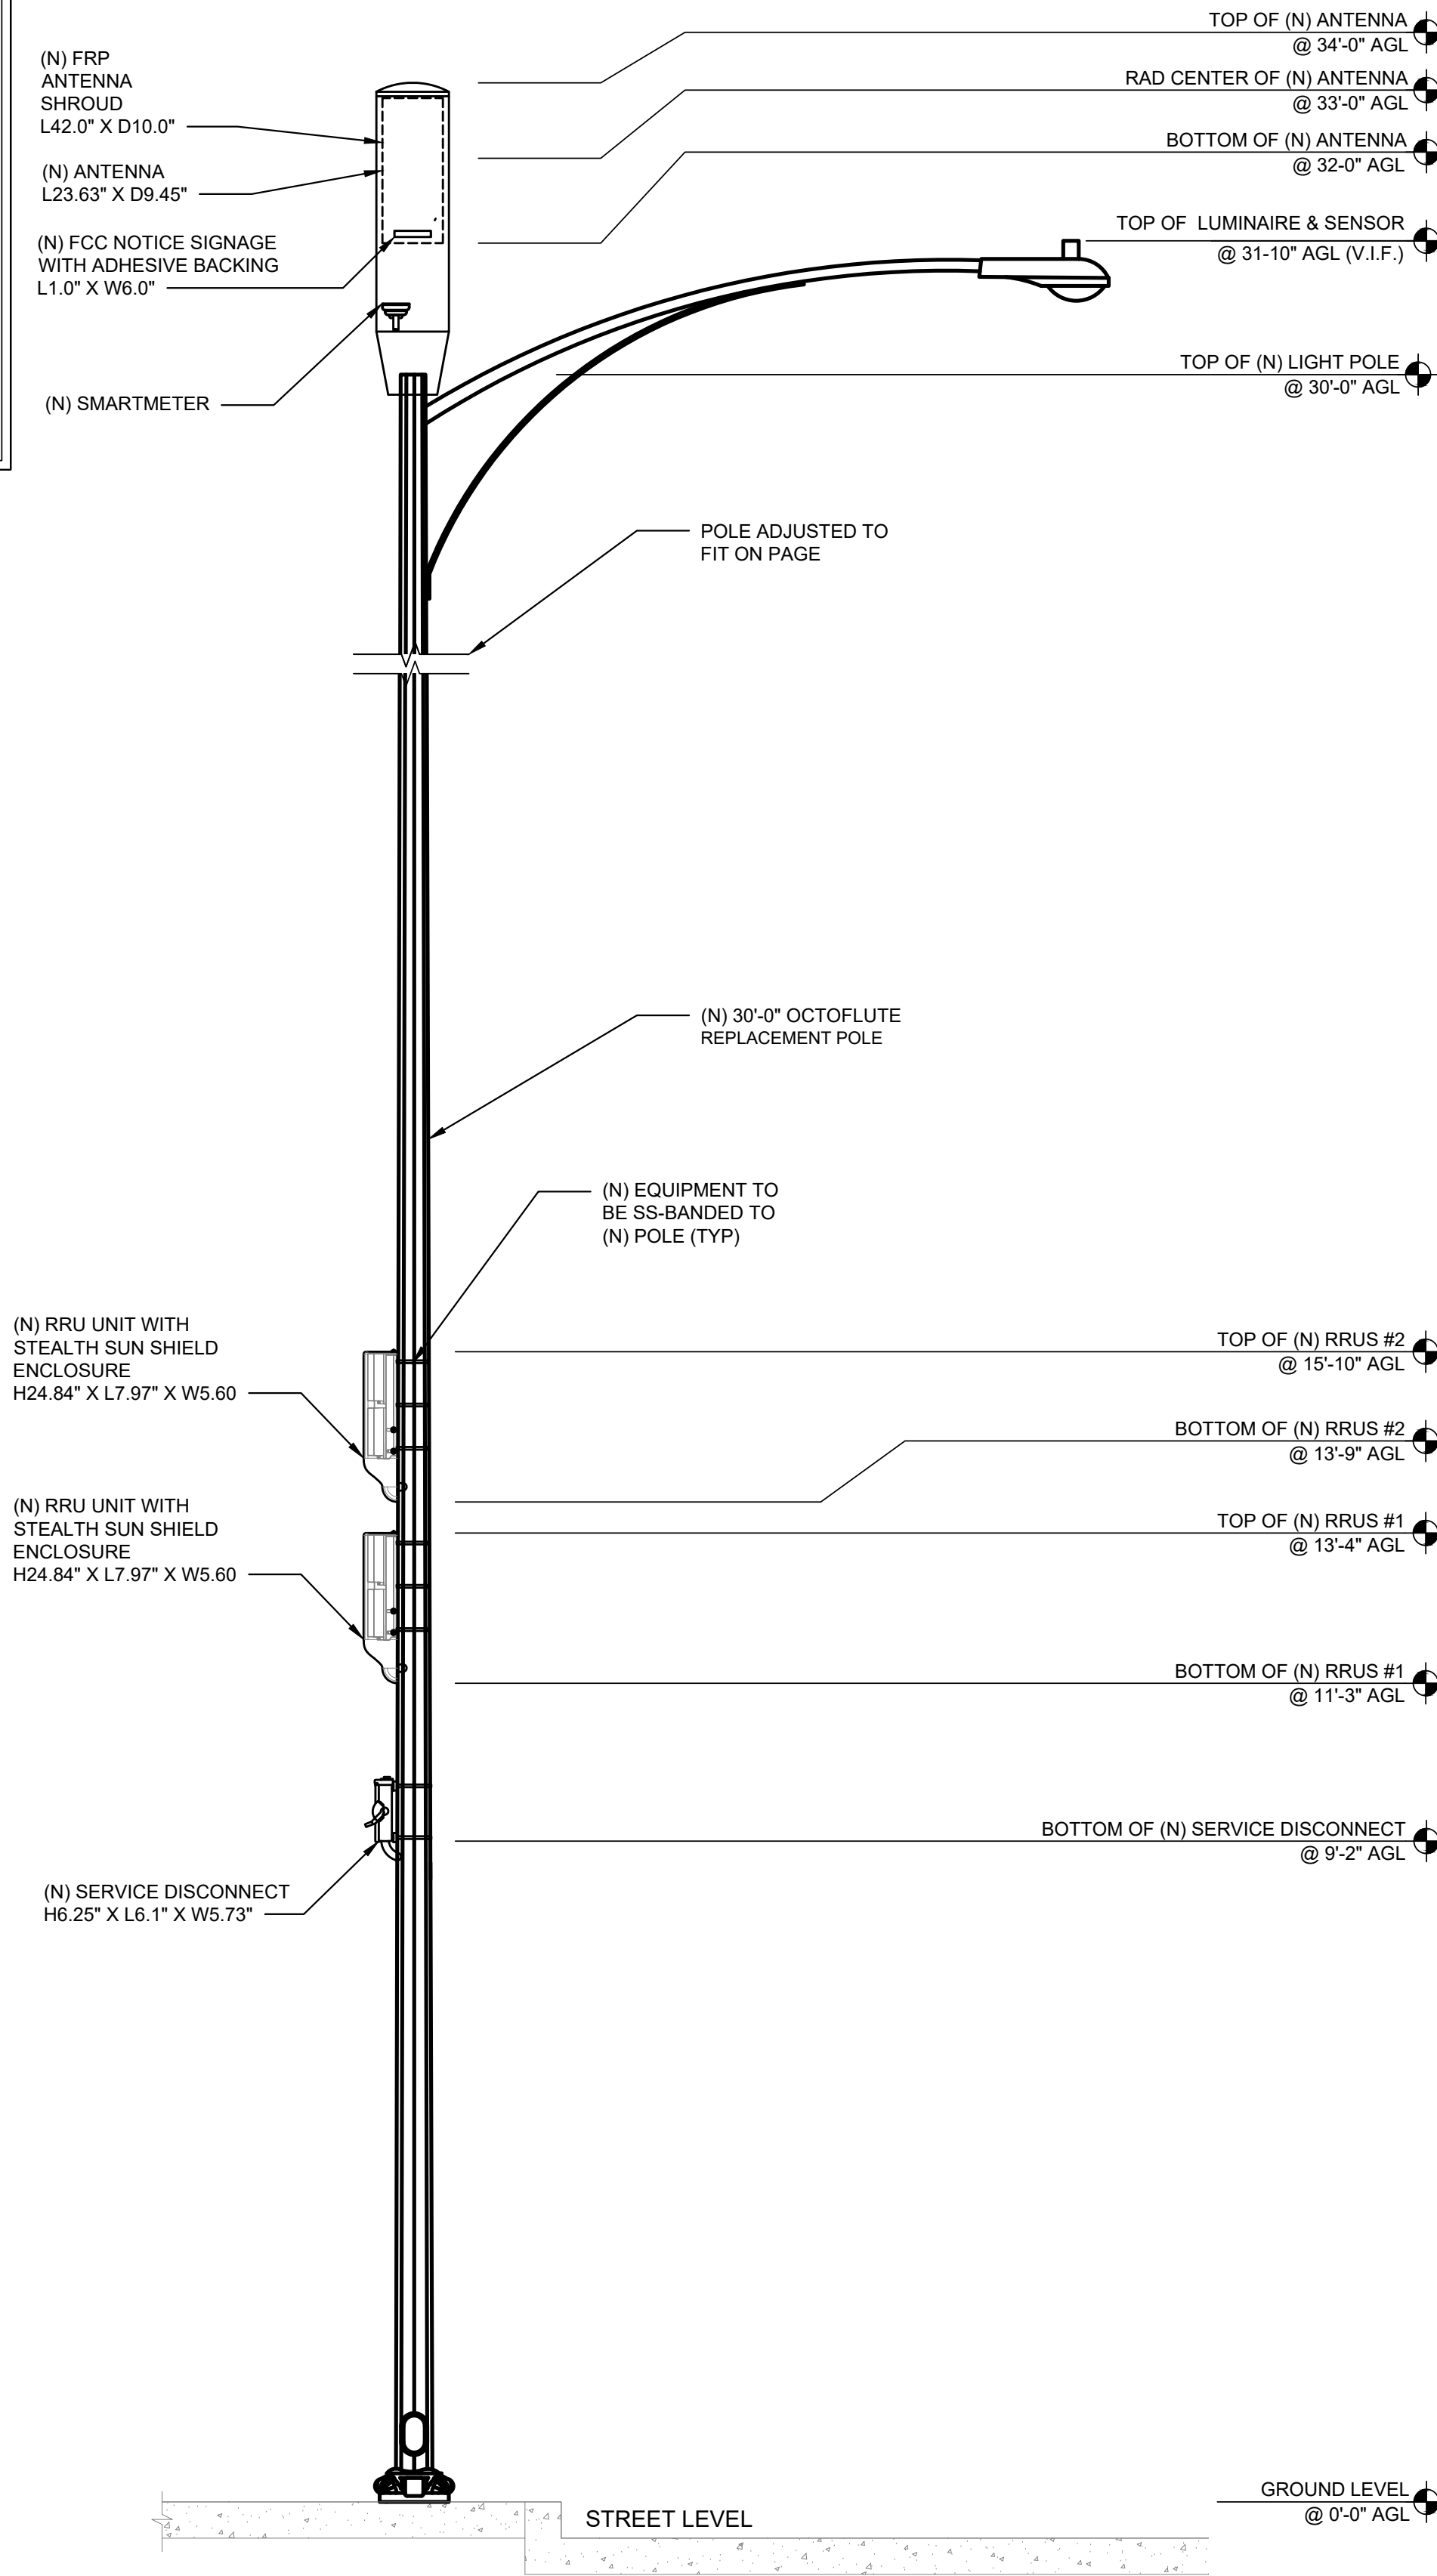 TOP OF (N) ANTENNA
@ 34'-0" AGL
RAD CENTER OF (N) ANTENNA
@ 33'-0" AGL
BOTTOM OF (N) ANTENNA
@ 32-0" AGL
TOP OF LUMINAIRE & SENSOR
@ 31-10" AGL (V.I.F.)
TOP OF (N) LIGHT POLE
@ 30'-0" AGL
(N) FRP
ANTENNA
SHROUD
L42.0" X D10.0"
(N) ANTENNA
L23.63" X D9.45"
(N) FCC NOTICE SIGNAGE
WITH ADHESIVE BACKING
L1.0" X W6.0"
(N) SMARTMETER
POLE ADJUSTED TO
FIT ON PAGE
(N) 30'-0" OCTOFLUTE
REPLACEMENT POLE
(N) EQUIPMENT TO
BE SS-BANDED TO
(N) POLE (TYP)
(N) RRU UNIT WITH
STEALTH SUN SHIELD
ENCLOSURE
H24.84" X L7.97" X W5.60
(N) RRU UNIT WITH
STEALTH SUN SHIELD
ENCLOSURE
H24.84" X L7.97" X W5.60
TOP OF (N) RRUS #2
@ 15'-10" AGL
BOTTOM OF (N) RRUS #2
@ 13'-9" AGL
TOP OF (N) RRUS #1
@ 13'-4" AGL
BOTTOM OF (N) RRUS #1
@ 11'-3" AGL
BOTTOM OF (N) SERVICE DISCONNECT
@ 9'-2" AGL
(N) SERVICE DISCONNECT
H6.25" X L6.1" X W5.73"
GROUND LEVEL
@ 0'-0" AGL
STREET LEVEL